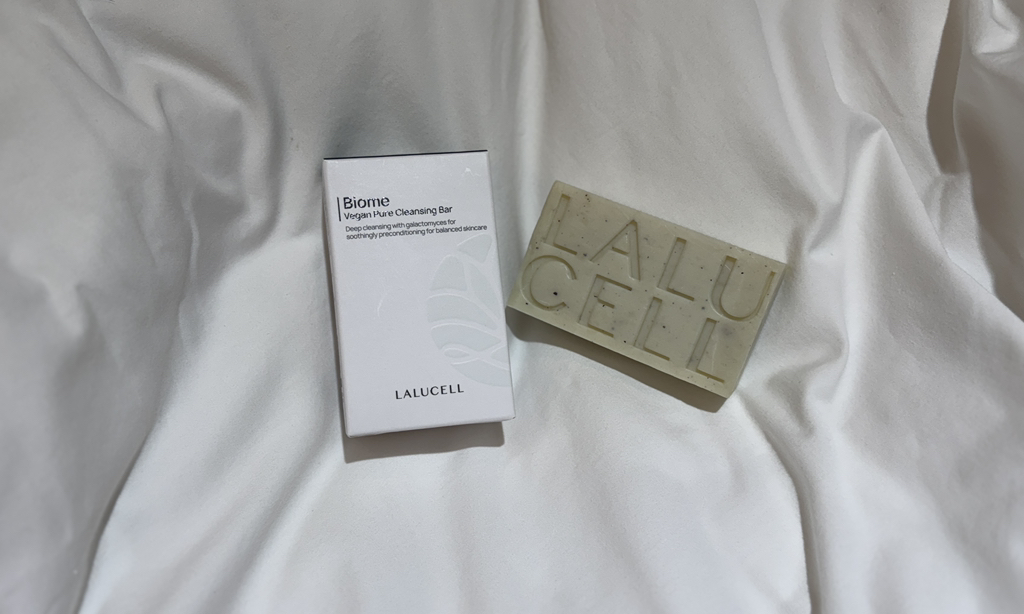 Biome
Vegan Pure Cleansing Bar
Deep cleansing with galactomyces for
soothingly preconditioning for balanced skincare
LALUCELL
LALU
CELL